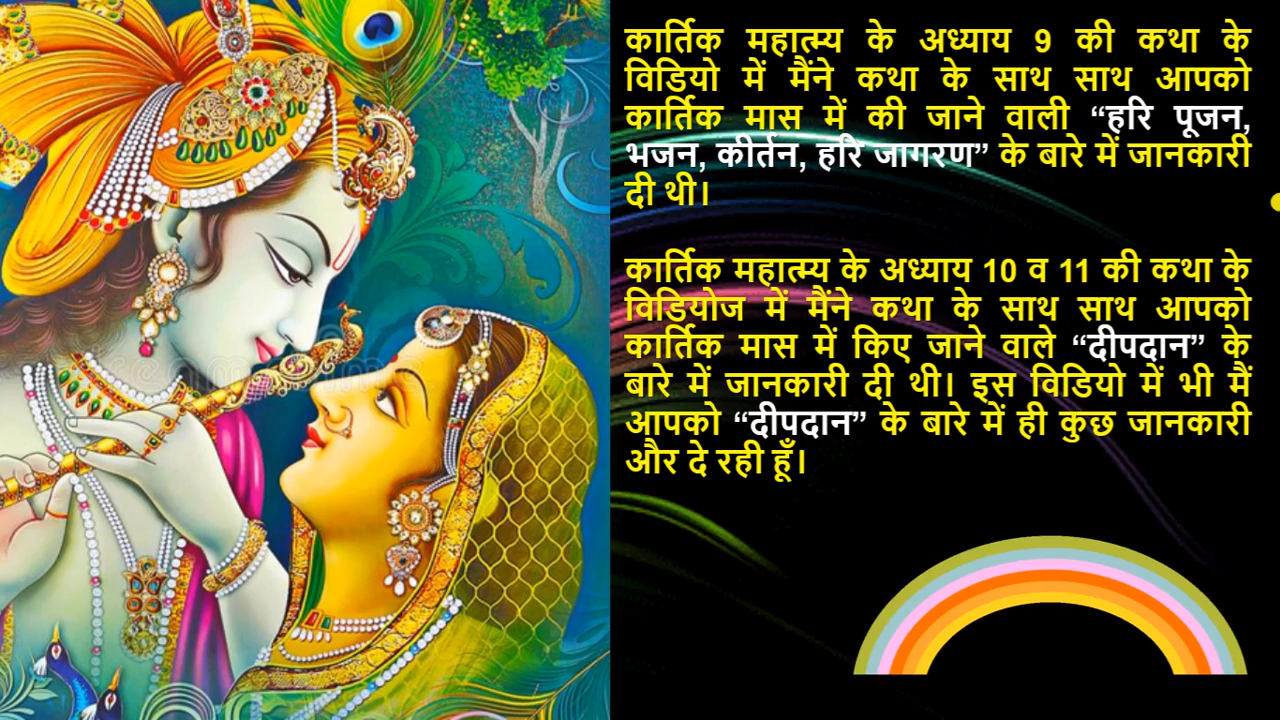 कार्तिक महात्म्य के अध्याय 9 की कथा के
विडियो में मैंने कथा के साथ साथ आपको
कार्तिक मास में की जाने वाली “हरि पूजन,
भजन, कीर्तन, हरि जागरण” के बारे में जानकारी
दी थी।
कार्तिक महात्म्य के अध्याय 10 व 11 की कथा के
विडियोज में मैंने कथा के साथ साथ आपको
कार्तिक मास में किए जाने वाले “दीपदान” के
बारे में जानकारी दी थी। इस विडियो में भी मैं
आपको “दीपदान” के बारे में ही कुछ जानकारी
और दे रही हूँ।